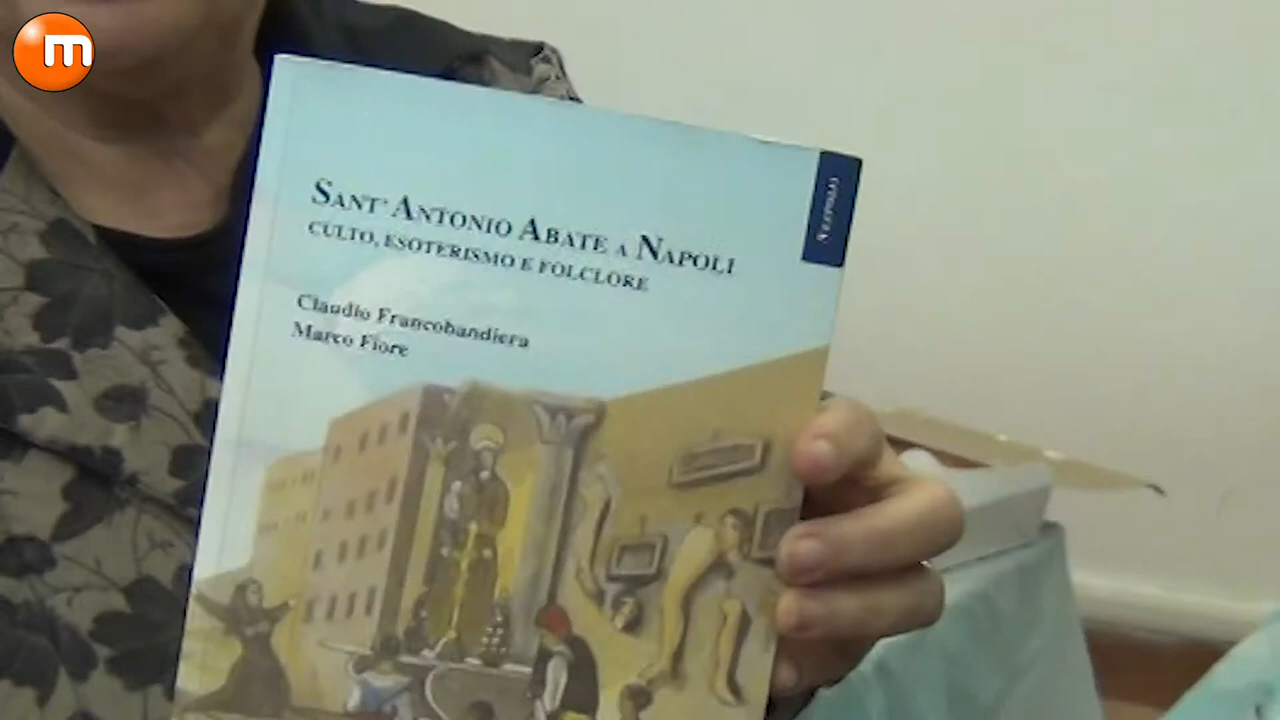 m
SANT' ANTONIO ABATE A NAPOLI
CULTO, ESOTERISMO E FOLCLORE
Claudio Francobandiera
Marco Fiore